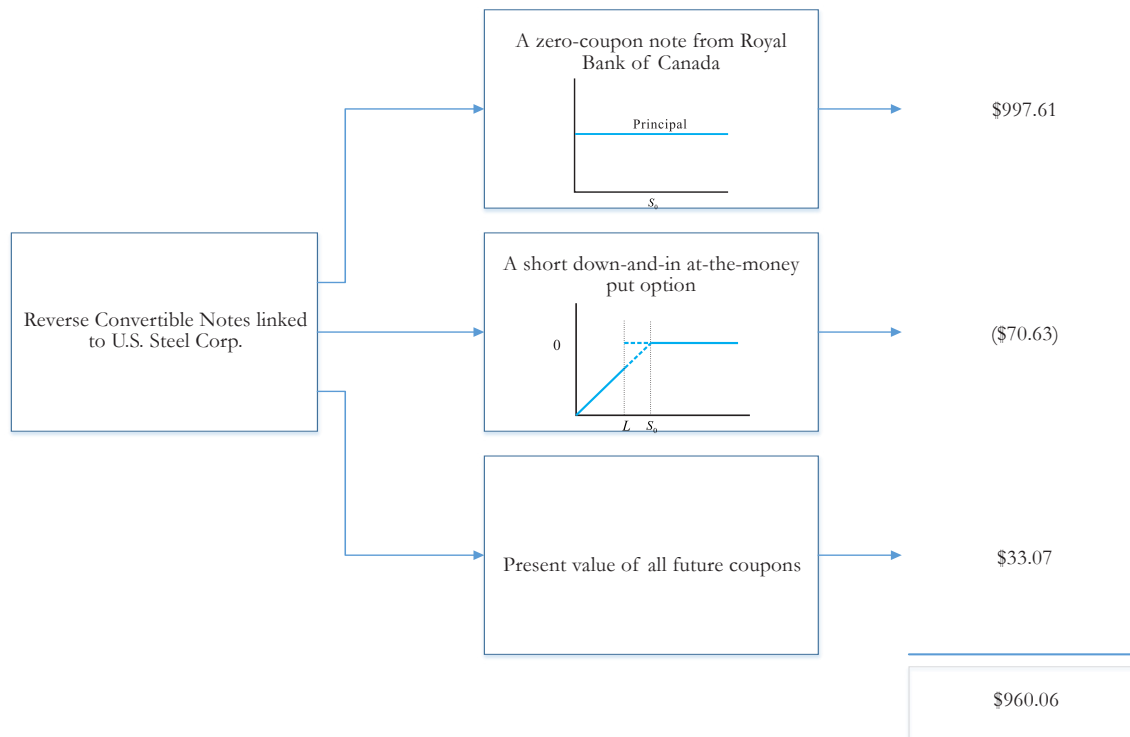 A zero-coupon note from Royal
Bank of Canada
Principal
S₀
$997.61
Reverse Convertible Notes linked
to U.S. Steel Corp.
A short down-and-in at-the-money
put option
0
L S₀
($70.63)
Present value of all future coupons
$33.07
$960.06